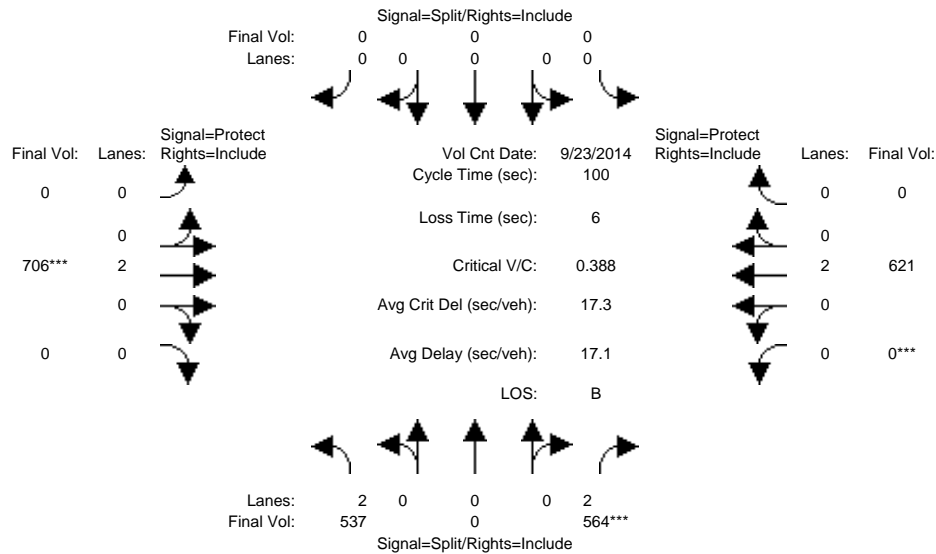 Signal=Split/Rights=Include
Final Vol: 0 0 0
Lanes: 0 0 0 0 0
Signal=Protect Signal=Protect
Final Vol: Lanes: Rights=Include Vol Cnt Date: 9/23/2014 Rights=Include Lanes: Final Vol:
Cycle Time (sec): 100
0 0 0 0
Loss Time (sec): 6
0 0
706*** 2 Critical V/C: 0.388 2 621
0 Avg Crit Del (sec/veh): 17.3 0
0 0 Avg Delay (sec/veh): 17.1 0 0***
LOS: B
Lanes: 2 0 0 0 2
Final Vol: 537 0 564***
Signal=Split/Rights=Include